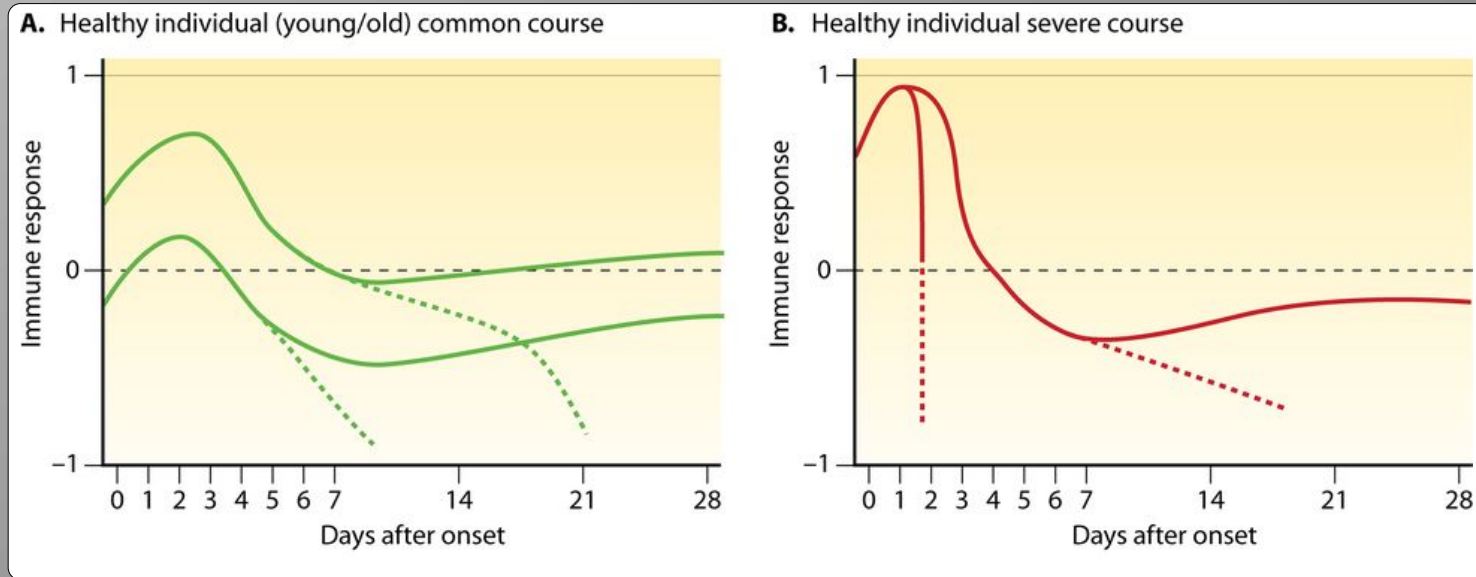 A. Healthy individual (young/old) common course
Immune response
1
0
−1
0 1 2 3 4 5 6 7 14 21 28
Days after onset
B. Healthy individual severe course
Immune response
1
0
−1
0 1 2 3 4 5 6 7 14 21 28
Days after onset